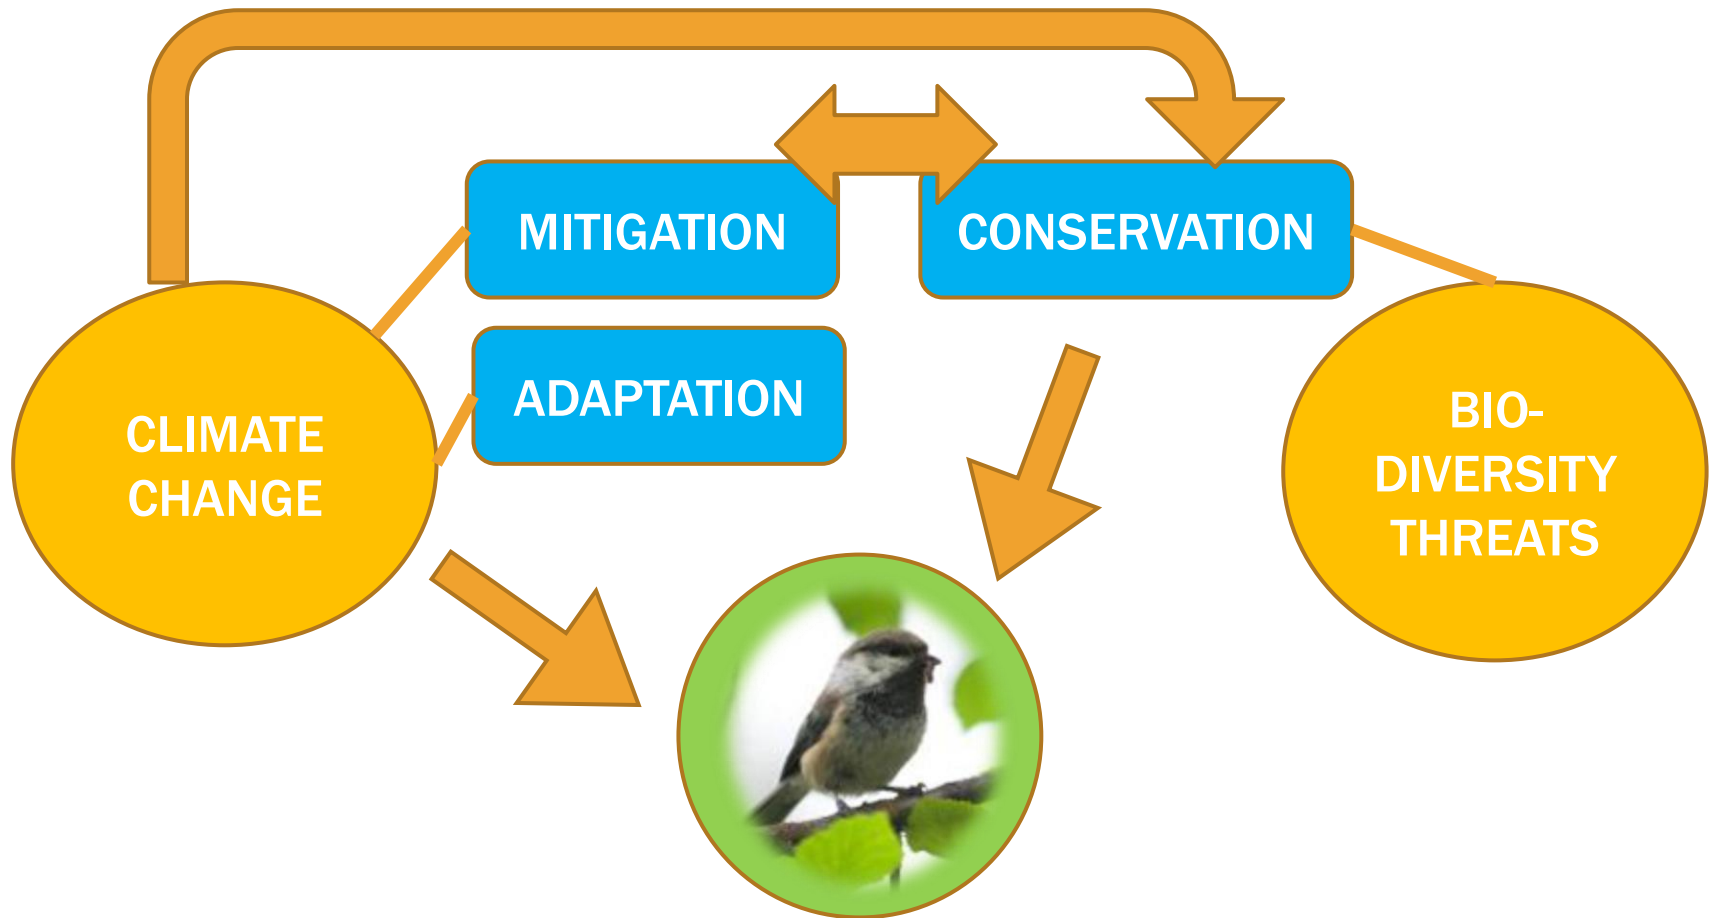 MITIGATION
CONSERVATION
ADAPTATION
CLIMATE
CHANGE
BIO-
DIVERSITY
THREATS